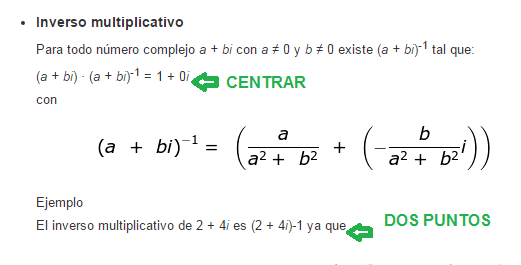 • Inverso multiplicativo
Para todo número complejo a + bi con a ≠ 0 y b ≠ 0 existe (a + bi)⁻¹ tal que:
(a + bi) · (a + bi)⁻¹ = 1 + 0i CENTRAR
con
(a + bi)⁻¹ = (a/(a² + b²) + (−b/(a² + b²) i))
Ejemplo
El inverso multiplicativo de 2 + 4i es (2 + 4i)-1 ya que DOS PUNTOS